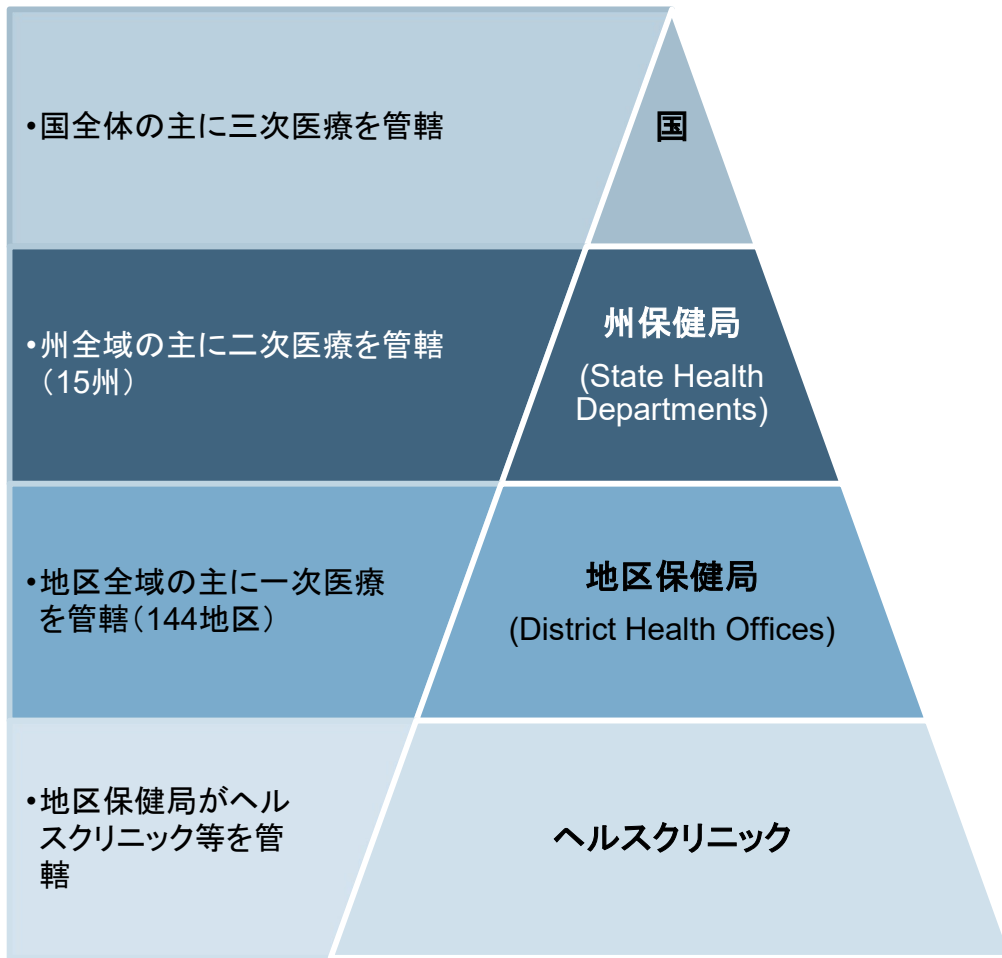 •国全体の主に三次医療を管轄
国
•州全域の主に二次医療を管轄
（15州）
州保健局
(State Health
Departments)
•地区全域の主に一次医療
を管轄（144地区）
地区保健局
(District Health Offices)
•地区保健局がヘル
スクリニック等を管
轄
ヘルスクリニック